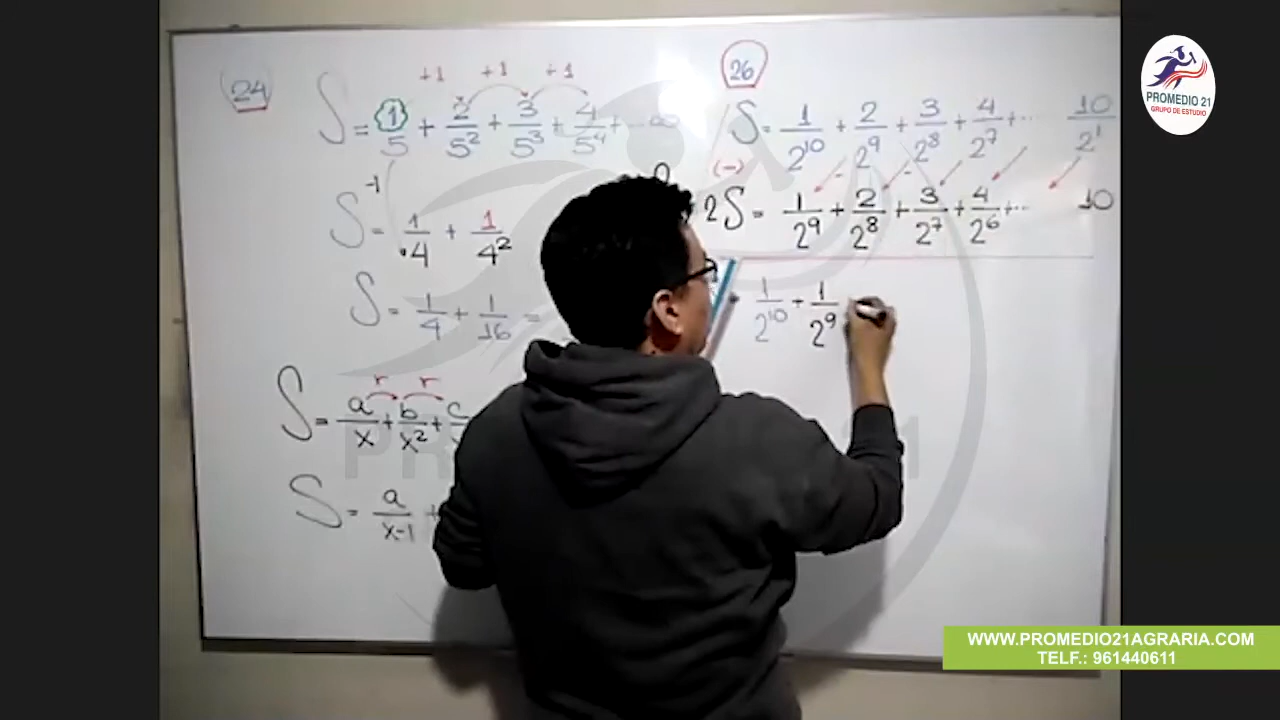 24
+1 +1 +1
S = 1/5 + 2/5² + 3/5³ + 4/5⁴ + ... ∞
S = 1/4 + 1/4²
S = 1/4 + 1/16 =
r r
S = a/x + b/x² + c/
S = a/x-1 +
26
S = 1/2¹⁰ + 2/2⁹ + 3/2⁸ + 4/2⁷ + ... 10/2¹
(-)
2S = 1/2⁹ + 2/2⁸ + 3/2⁷ + 4/2⁶ + ... 10
1/2¹⁰ + 1/2⁹
PROMEDIO 21
GRUPO DE ESTUDIO
WWW.PROMEDIO21AGRARIA.COM
TELF.: 961440611